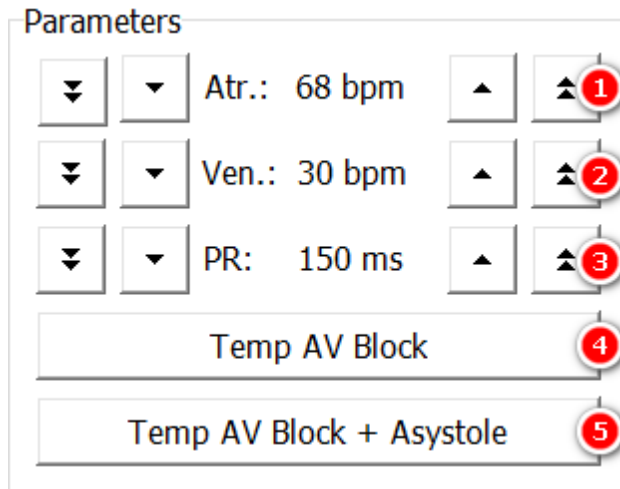 Parameters
Atr.: 68 bpm 1
Ven.: 30 bpm 2
PR: 150 ms 3
Temp AV Block 4
Temp AV Block + Asystole 5